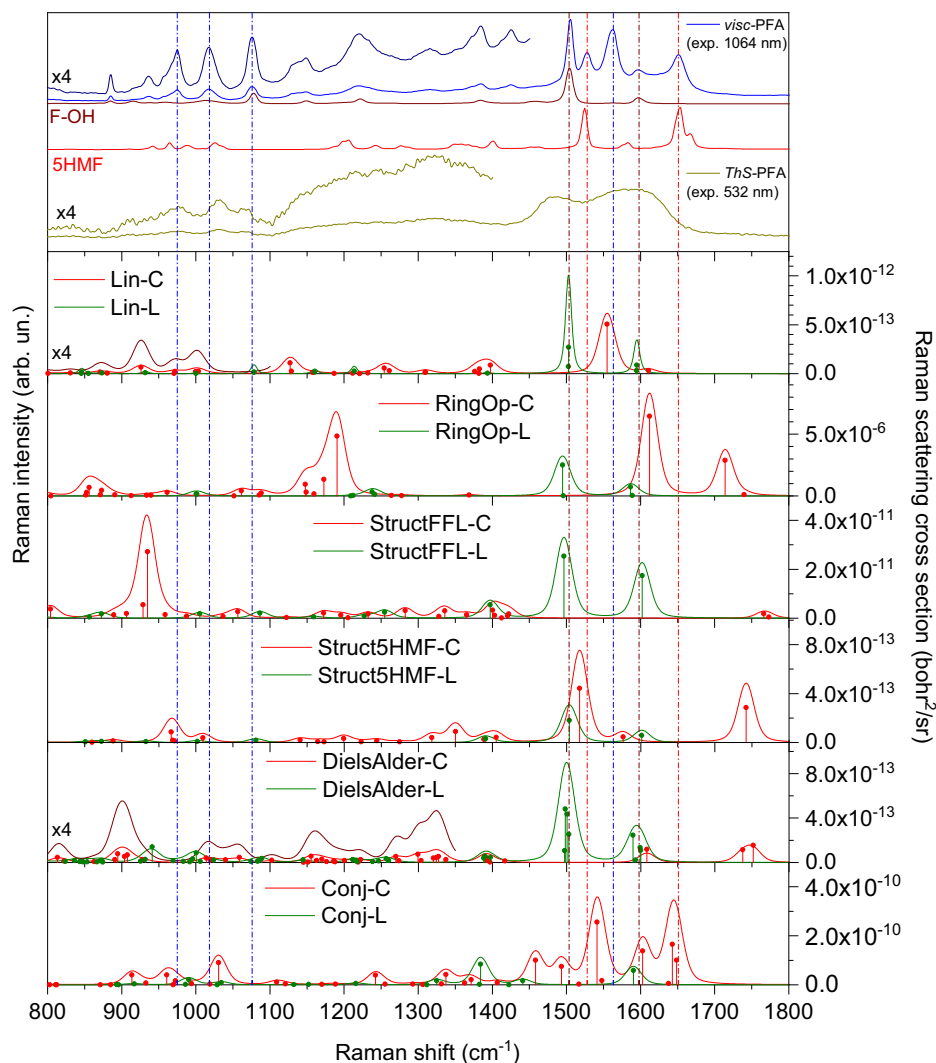 visc-PFA
(exp. 1064 nm)
x4
F-OH
5HMF
ThS-PFA
(exp. 532 nm)
x4
Lin-C
Lin-L
x4
1.0x10-12
5.0x10-13
0.0
RingOp-C
RingOp-L
5.0x10-6
0.0
StructFFL-C
StructFFL-L
4.0x10-11
2.0x10-11
0.0
Struct5HMF-C
Struct5HMF-L
8.0x10-13
4.0x10-13
0.0
DielsAlder-C
DielsAlder-L
x4
8.0x10-13
4.0x10-13
0.0
Conj-C
Conj-L
4.0x10-10
2.0x10-10
0.0
800 900 1000 1100 1200 1300 1400 1500 1600 1700 1800
Raman shift (cm-1)
Raman intensity (arb. un.)
Raman scattering cross section (bohr2/sr)